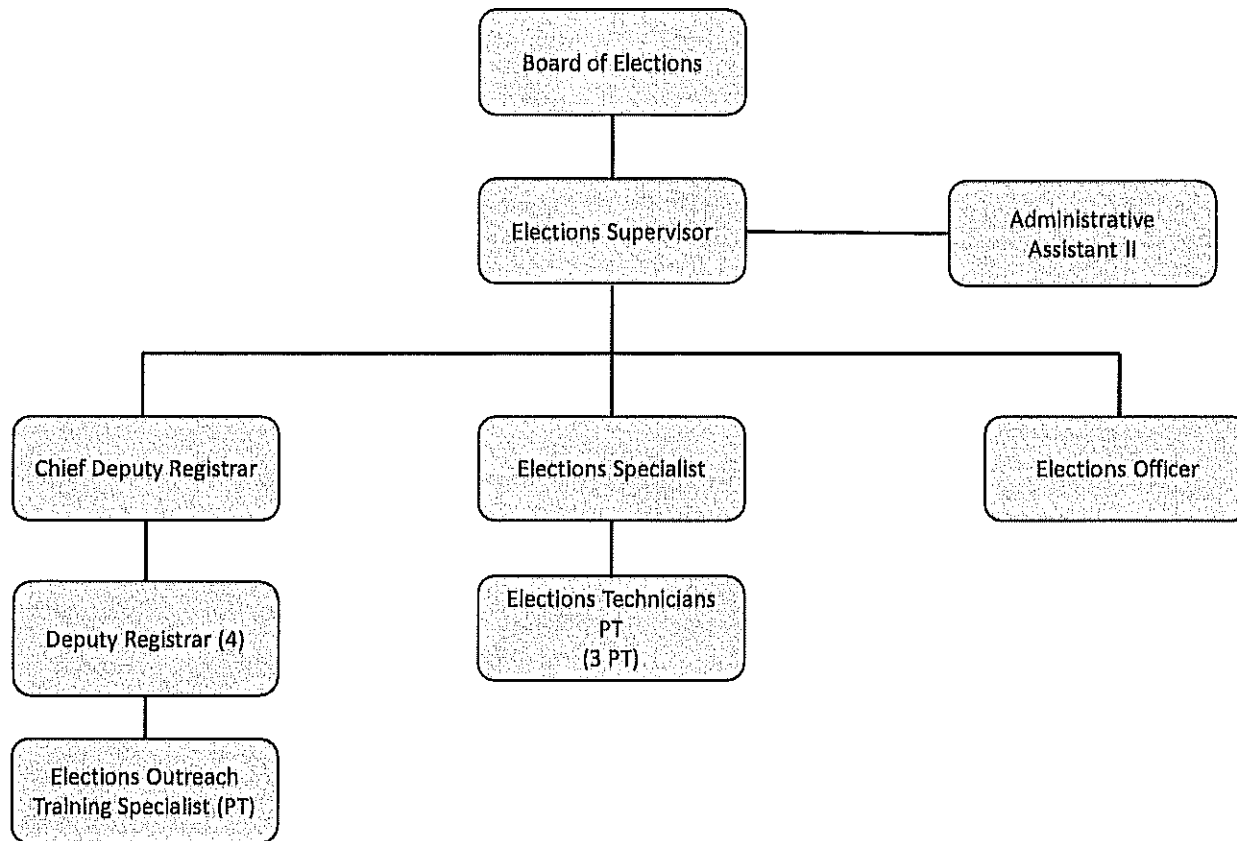 Board of Elections
Elections Supervisor
Administrative
Assistant II
Chief Deputy Registrar
Elections Specialist
Elections Officer
Deputy Registrar (4)
Elections Technicians
PT
(3 PT)
Elections Outreach
Training Specialist (PT)